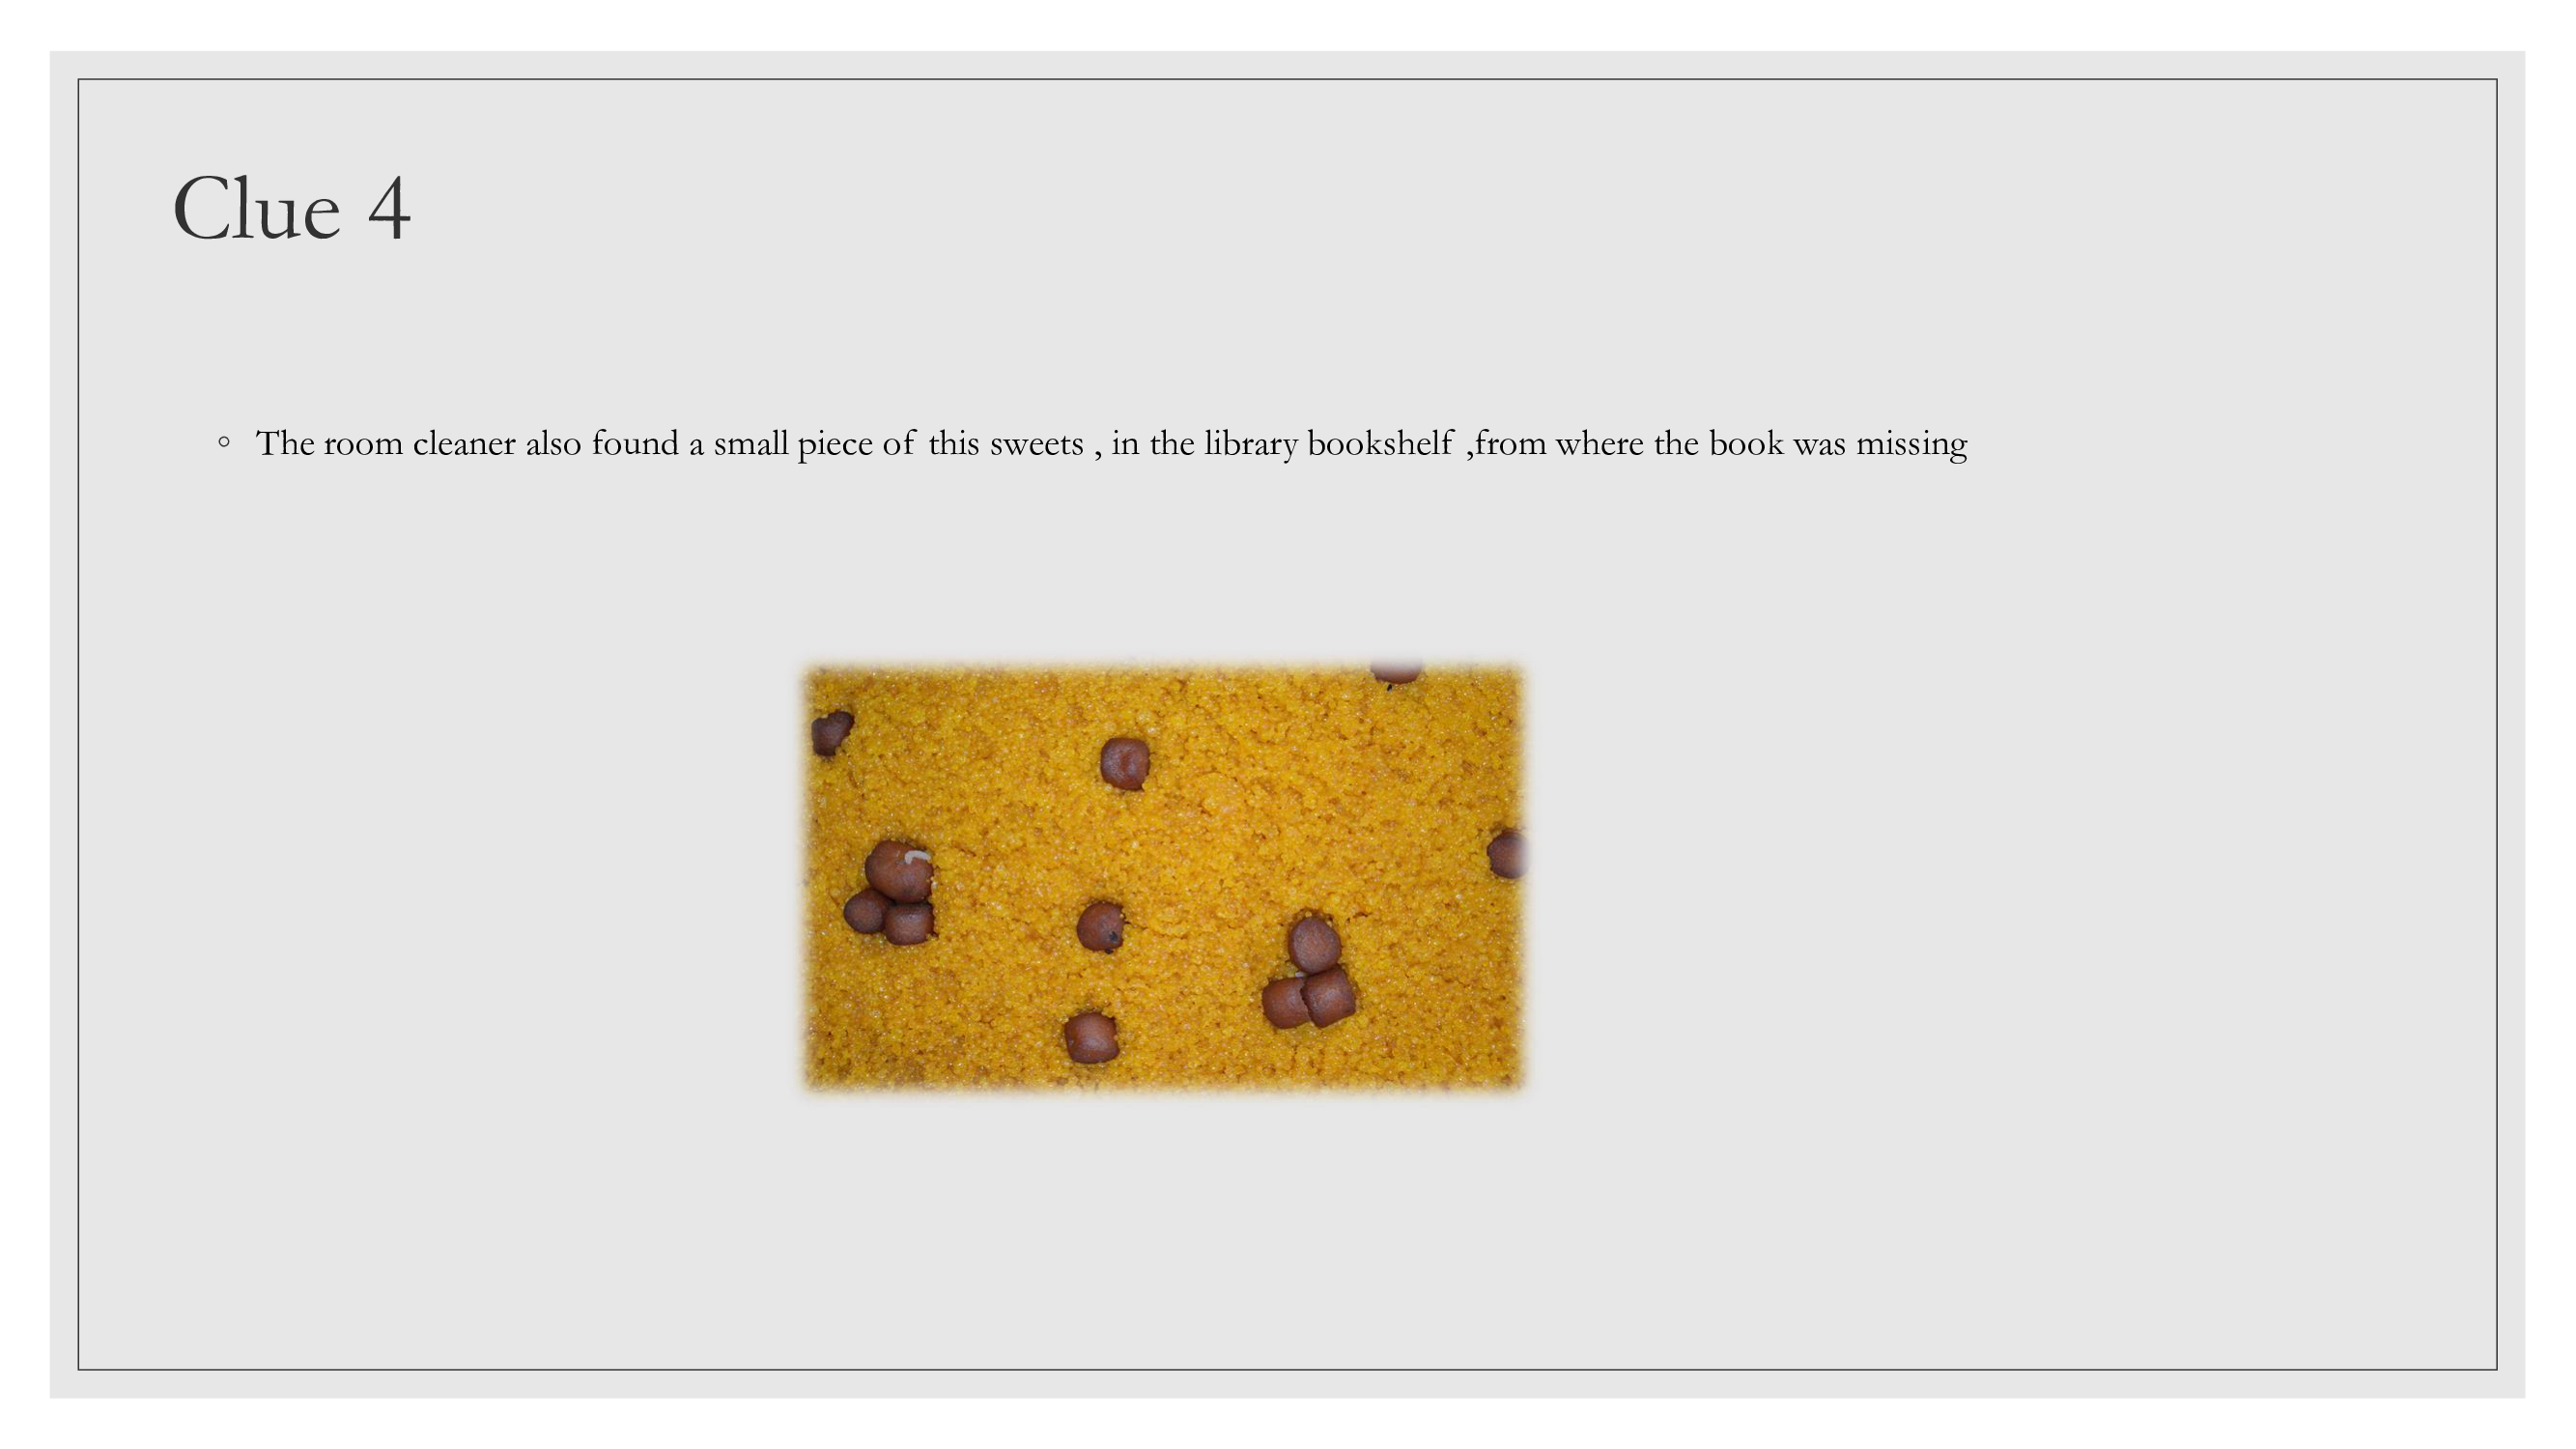 Clue 4
◦ The room cleaner also found a small piece of this sweets , in the library bookshelf ,from where the book was missing